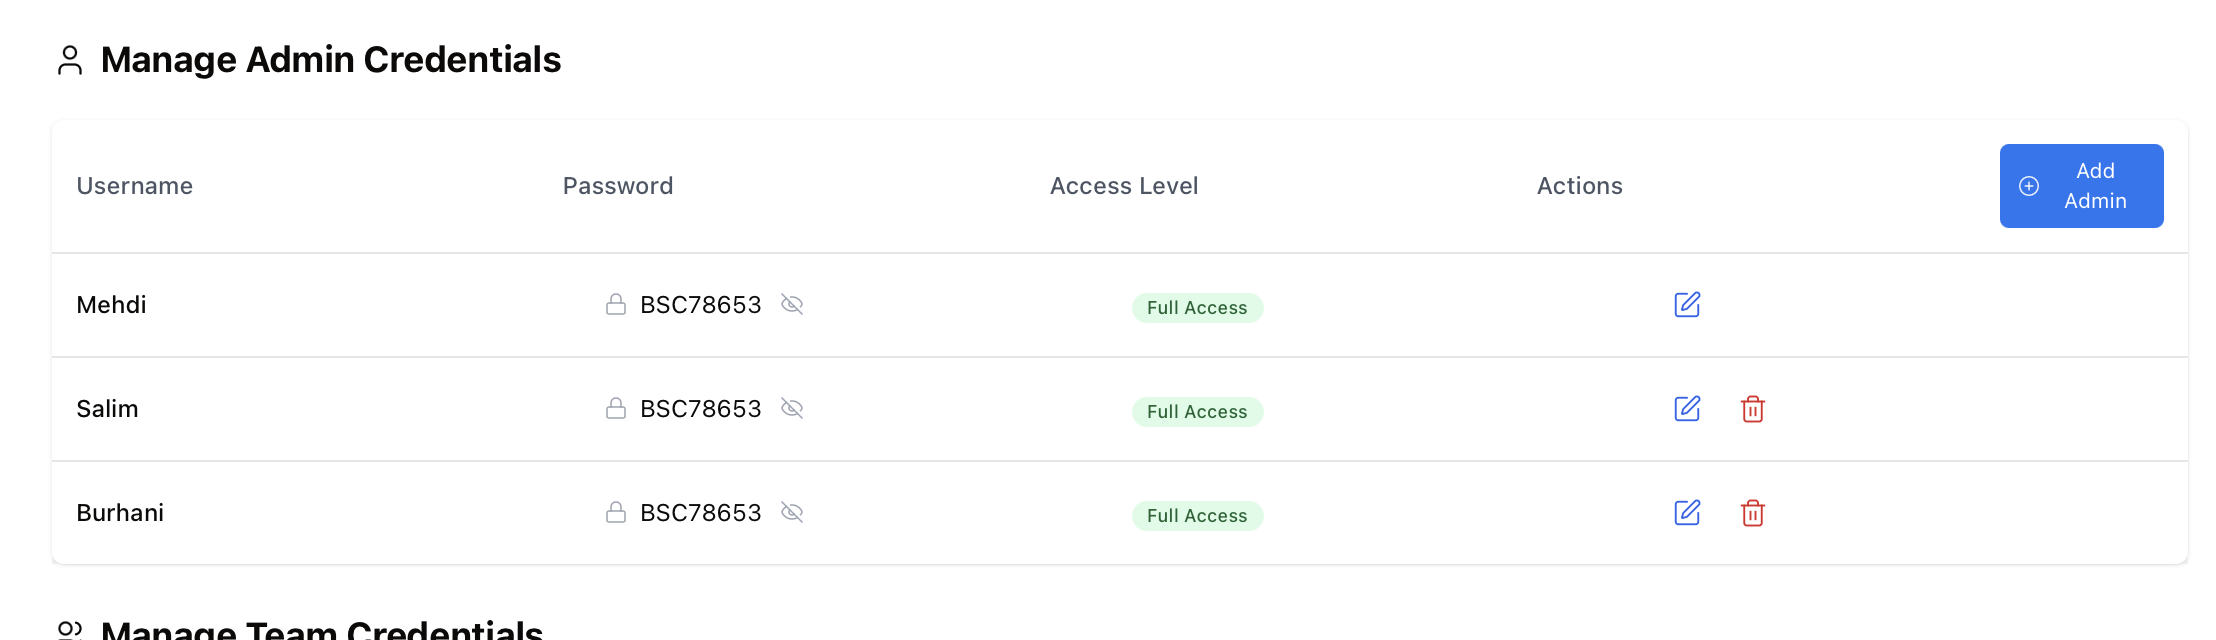 Manage Admin Credentials
Username Password Access Level Actions Add Admin
Mehdi BSC78653 Full Access
Salim BSC78653 Full Access
Burhani BSC78653 Full Access
Manage Team Credentials